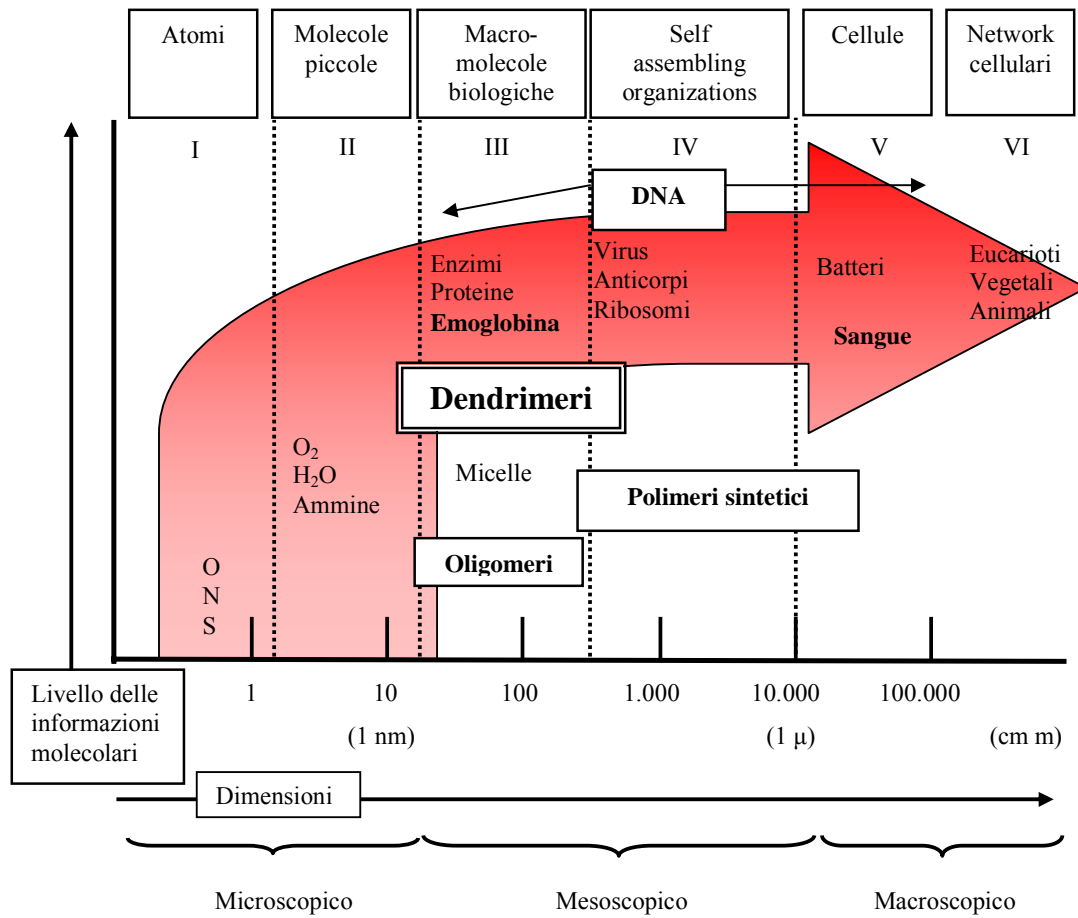 Atomi
Molecole
piccole
Macro-
molecole
biologiche
Self
assembling
organizations
Cellule
Network
cellulari
I
II
III
IV
V
VI
DNA
Enzimi
Proteine
Emoglobina
Virus
Anticorpi
Ribosomi
Batteri
Sangue
Eucarioti
Vegetali
Animali
Dendrimeri
O₂
H₂O
Ammine
Micelle
Polimeri sintetici
Oligomeri
O
N
S
Livello delle
informazioni
molecolari
1 10 100 1.000 10.000 100.000
(1 nm) (1 µ) (cm m)
Dimensioni
Microscopico Mesoscopico Macroscopico